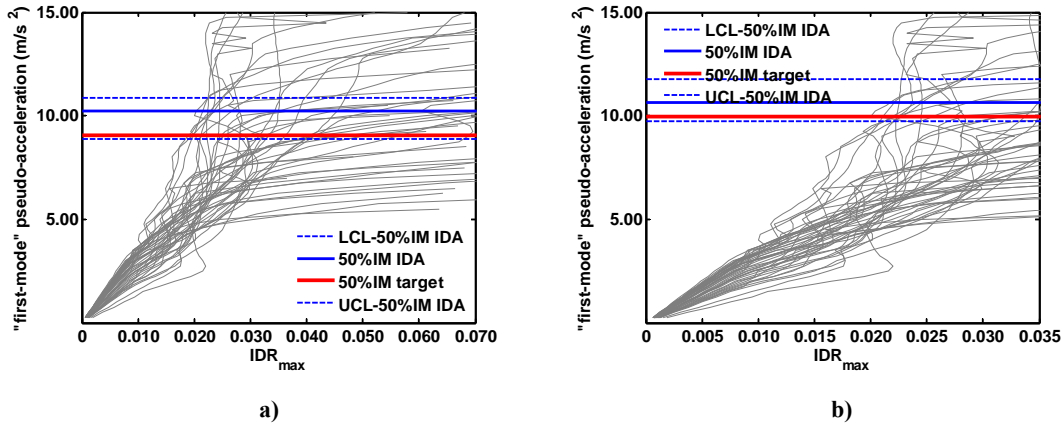 15.00
10.00
5.00
"first-mode" pseudo-acceleration (m/s²)
0 0.010 0.020 0.030 0.040 0.050 0.060 0.070
IDRmax
LCL-50%IM IDA
50%IM IDA
50%IM target
UCL-50%IM IDA
a)
15.00
10.00
5.00
"first-mode" pseudo-acceleration (m/s²)
0 0.005 0.010 0.015 0.020 0.025 0.030 0.035
IDRmax
LCL-50%IM IDA
50%IM IDA
50%IM target
UCL-50%IM IDA
b)